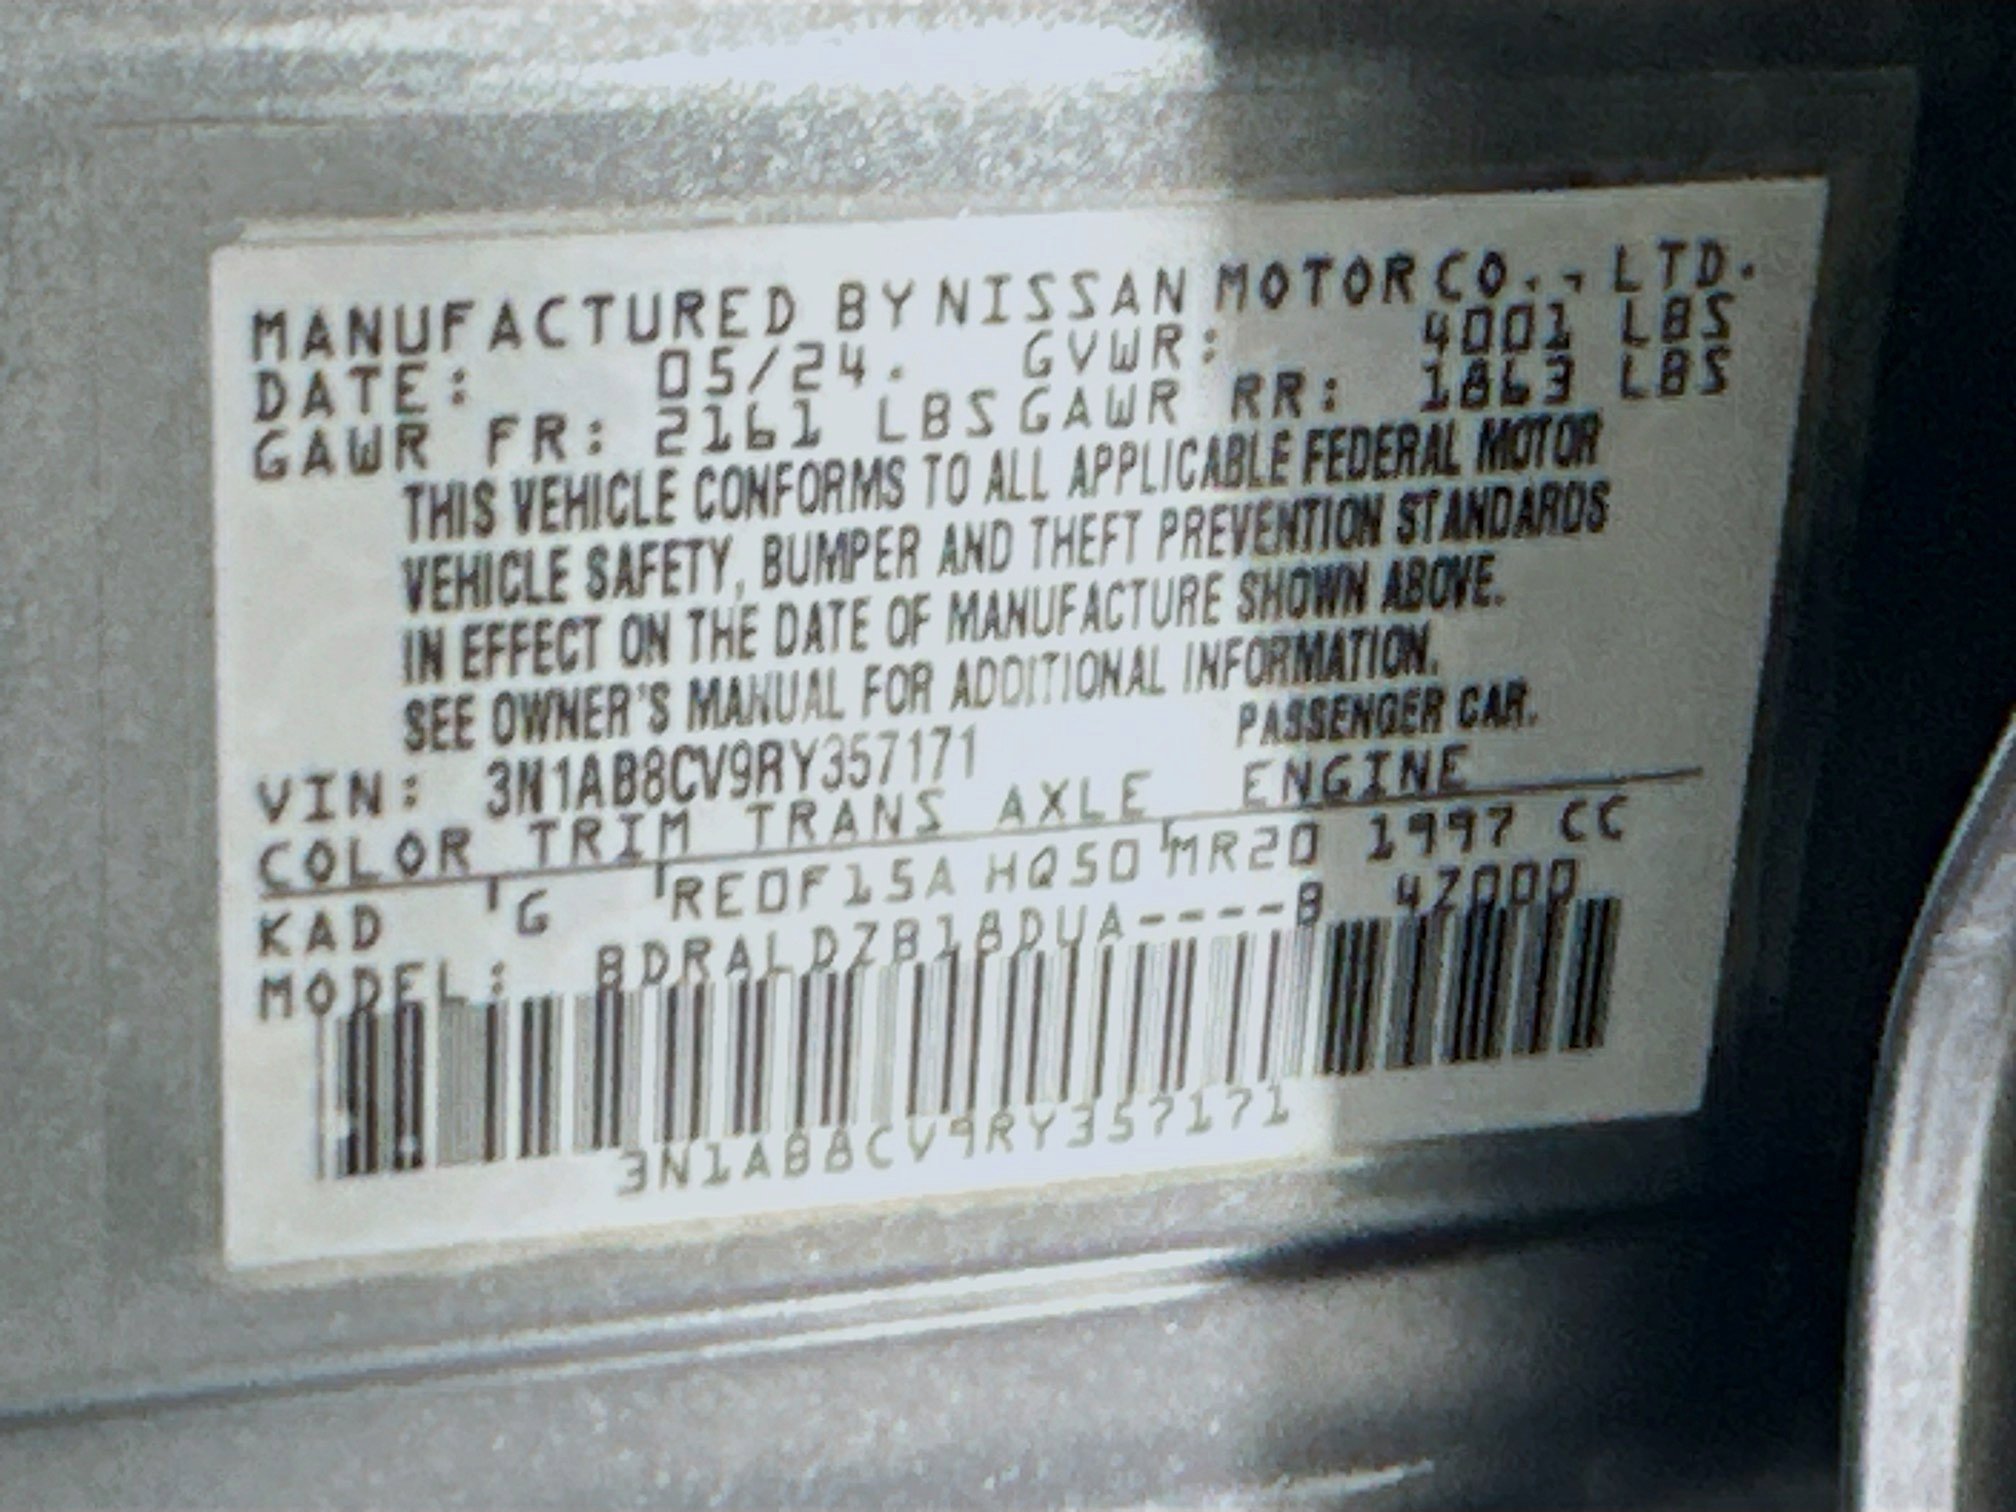 MANUFACTURED BY NISSAN MOTOR CO., LTD.
DATE: 05/24. GVWR: 4001 LBS
GAWR FR: 2161 LBS GAWR RR: 1863 LBS
THIS VEHICLE CONFORMS TO ALL APPLICABLE FEDERAL MOTOR
VEHICLE SAFETY, BUMPER AND THEFT PREVENTION STANDARDS
IN EFFECT ON THE DATE OF MANUFACTURE SHOWN ABOVE.
SEE OWNER'S MANUAL FOR ADDITIONAL INFORMATION.
VIN: 3N1AB8CV9RY357171 PASSENGER CAR.
COLOR TRIM TRANS AXLE ENGINE
KAD G RE0F15A HQ50 MR20 1997 CC
MODEL: BDRALDZB18DUA----B 4Z000
3N1AB8CV9RY357171